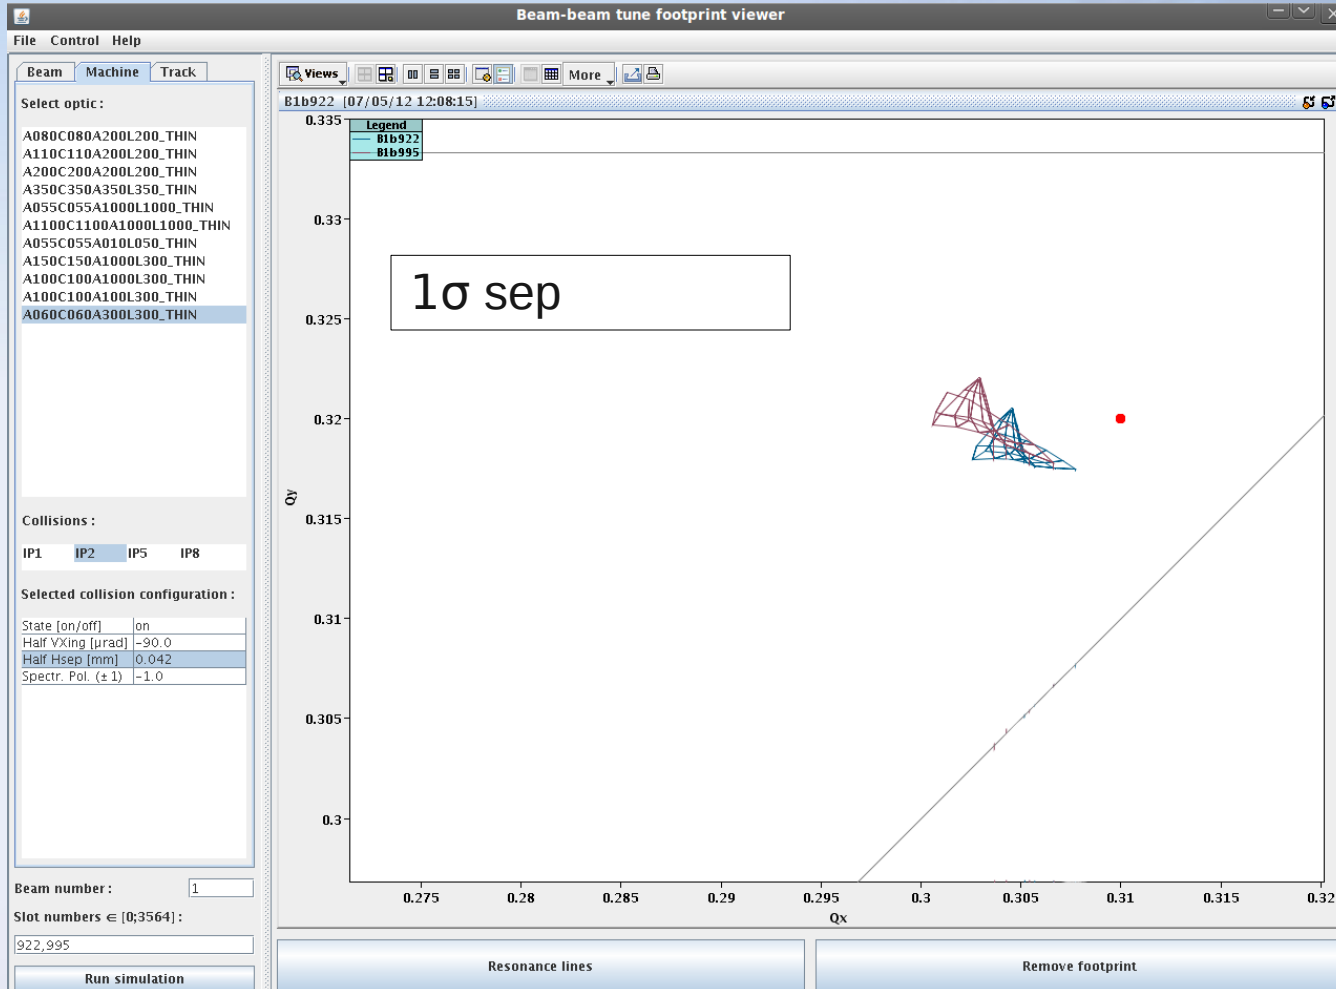 Beam-beam tune footprint viewer
File Control Help
Beam Machine Track
Select optic :
A080C080A200L200_THIN
A110C110A200L200_THIN
A200C200A200L200_THIN
A350C350A350L350_THIN
A055C055A1000L1000_THIN
A1100C1100A1000L1000_THIN
A055C055A010L050_THIN
A150C150A1000L300_THIN
A100C100A1000L300_THIN
A100C100A100L300_THIN
A060C060A300L300_THIN
Collisions :
IP1 IP2 IP5 IP8
Selected collision configuration :
State [on/off] on
Half VXing [µrad] -90.0
Half Hsep [mm] 0.042
Spectr. Pol. (± 1) -1.0
Beam number : 1
Slot numbers ∈ [0;3564] :
922,995
Run simulation
Views More
B1b922 [07/05/12 12:08:15]
Legend
B1b922
B1b995
1σ sep
0.335
0.33
0.325
0.32
0.315
0.31
0.305
0.3
Qy
0.275 0.28 0.285 0.29 0.295 0.3 0.305 0.31 0.315 0.32
Qx
Resonance lines Remove footprint